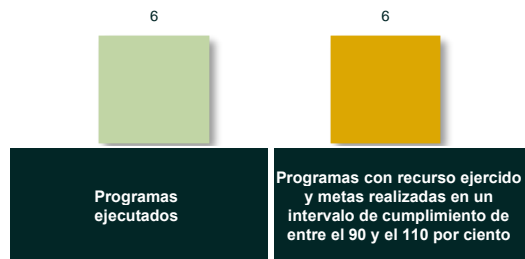 6
6
Programas
ejecutados
Programas con recurso ejercido
y metas realizadas en un
intervalo de cumplimiento de
entre el 90 y el 110 por ciento